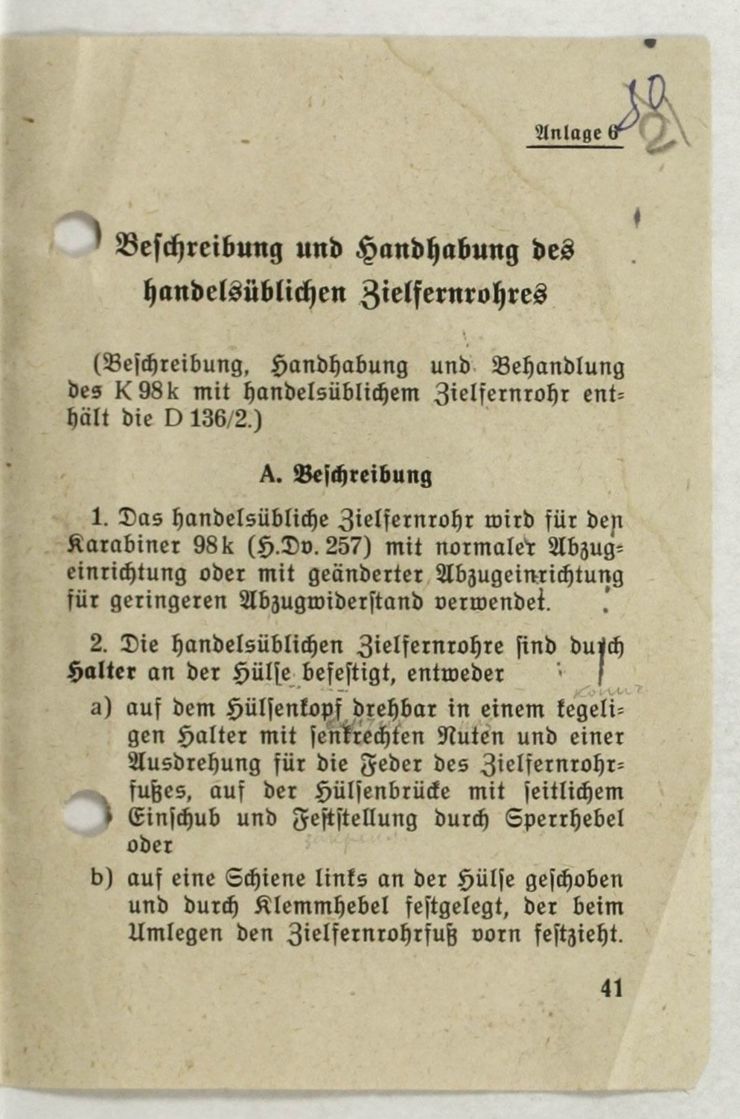 50
Anlage 6
2
Beschreibung und Handhabung des
handelsüblichen Zielfernrohres
(Beschreibung, Handhabung und Behandlung
des K 98 k mit handelsüblichem Zielfernrohr ent-
hält die D 136/2.)
A. Beschreibung
1. Das handelsübliche Zielfernrohr wird für den
Karabiner 98 k (H.Dv. 257) mit normaler Abzug-
einrichtung oder mit geänderter Abzugeinrichtung
für geringeren Abzugwiderstand verwendet.
2. Die handelsüblichen Zielfernrohre sind durch
Halter an der Hülse befestigt, entweder
a) auf dem Hülsenkopf drehbar in einem kegeli-
gen Halter mit senkrechten Nuten und einer
Ausdrehung für die Feder des Zielfernrohr-
fußes, auf der Hülsenbrücke mit seitlichem
Einschub und Feststellung durch Sperrhebel
oder
b) auf eine Schiene links an der Hülse geschoben
und durch Klemmhebel festgelegt, der beim
Umlegen den Zielfernrohrfuß vorn festzieht.
41